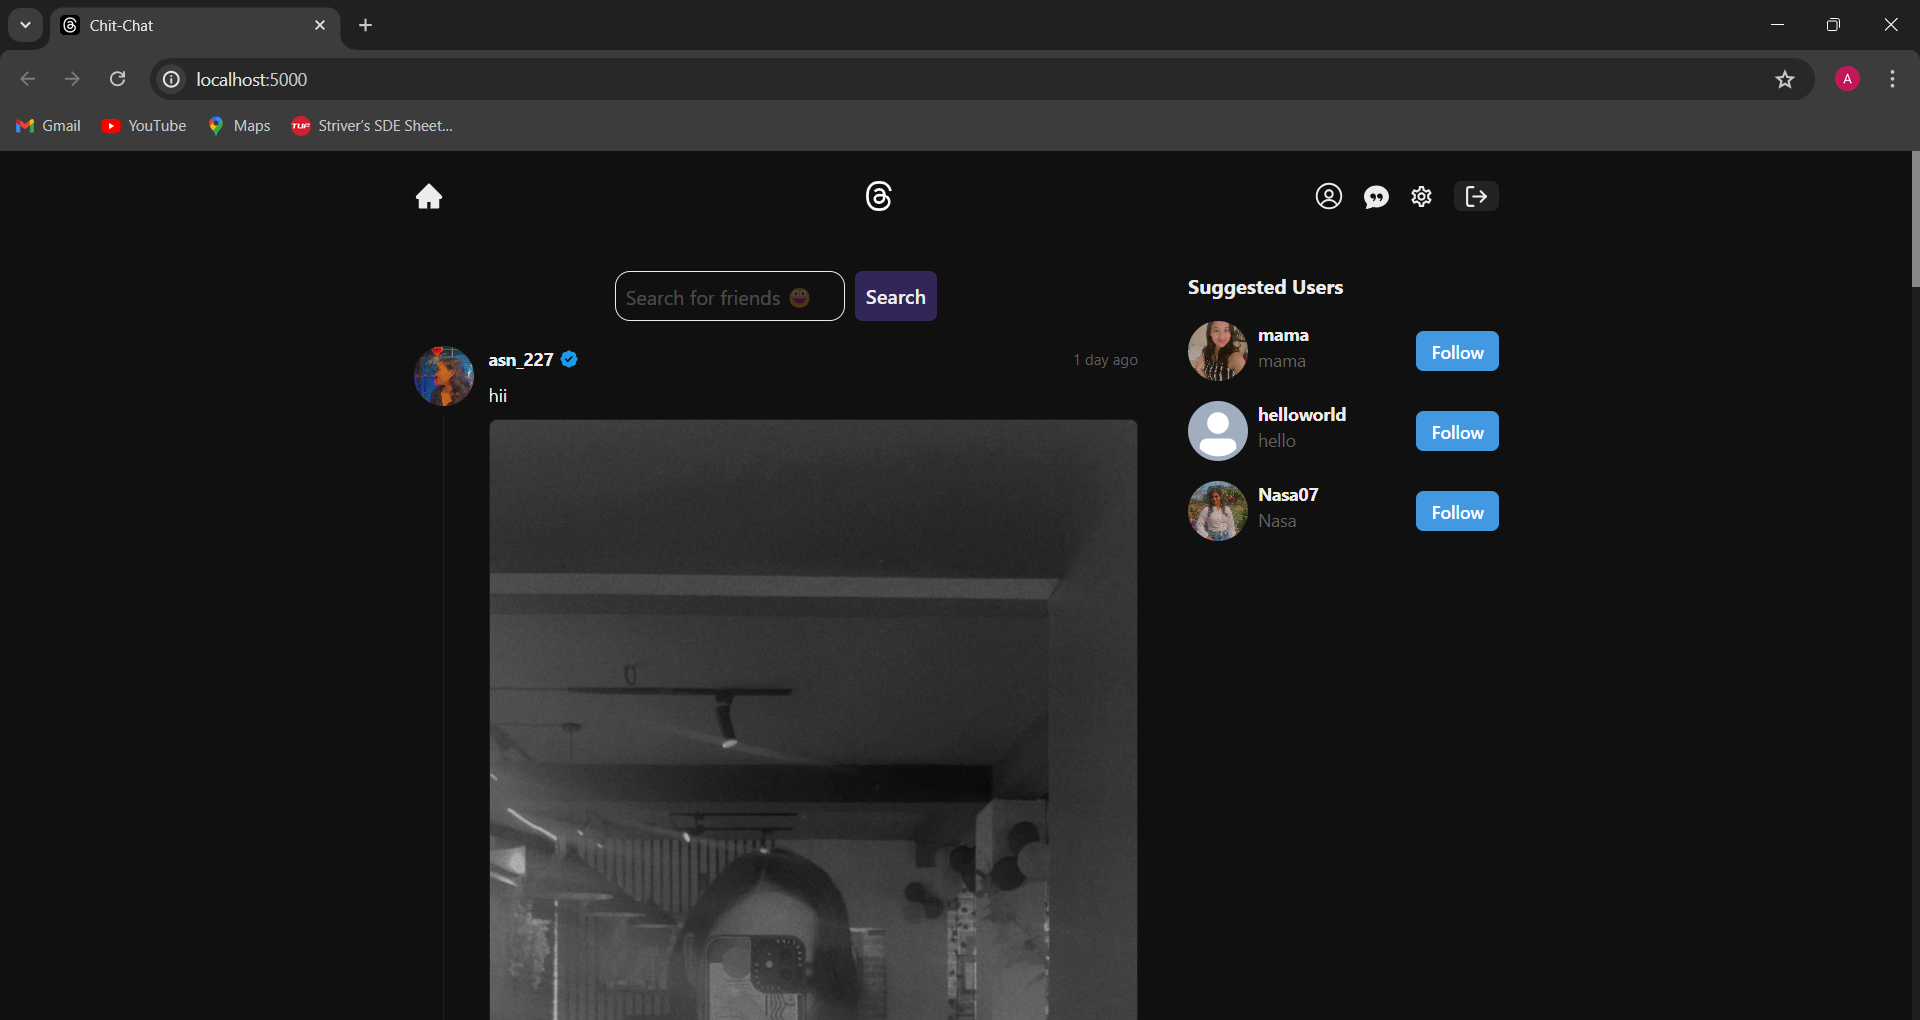 Chit-Chat
localhost:5000
A
Gmail
YouTube
Maps
TUF
Striver's SDE Sheet...
Search for friends 😀
Search
asn_227
1 day ago
hii
Suggested Users
mama
mama
Follow
helloworld
hello
Follow
Nasa07
Nasa
Follow